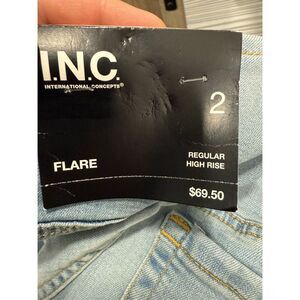 I.N.C.
INTERNATIONAL CONCEPTS®
2
FLARE
REGULAR
HIGH RISE
$69.50